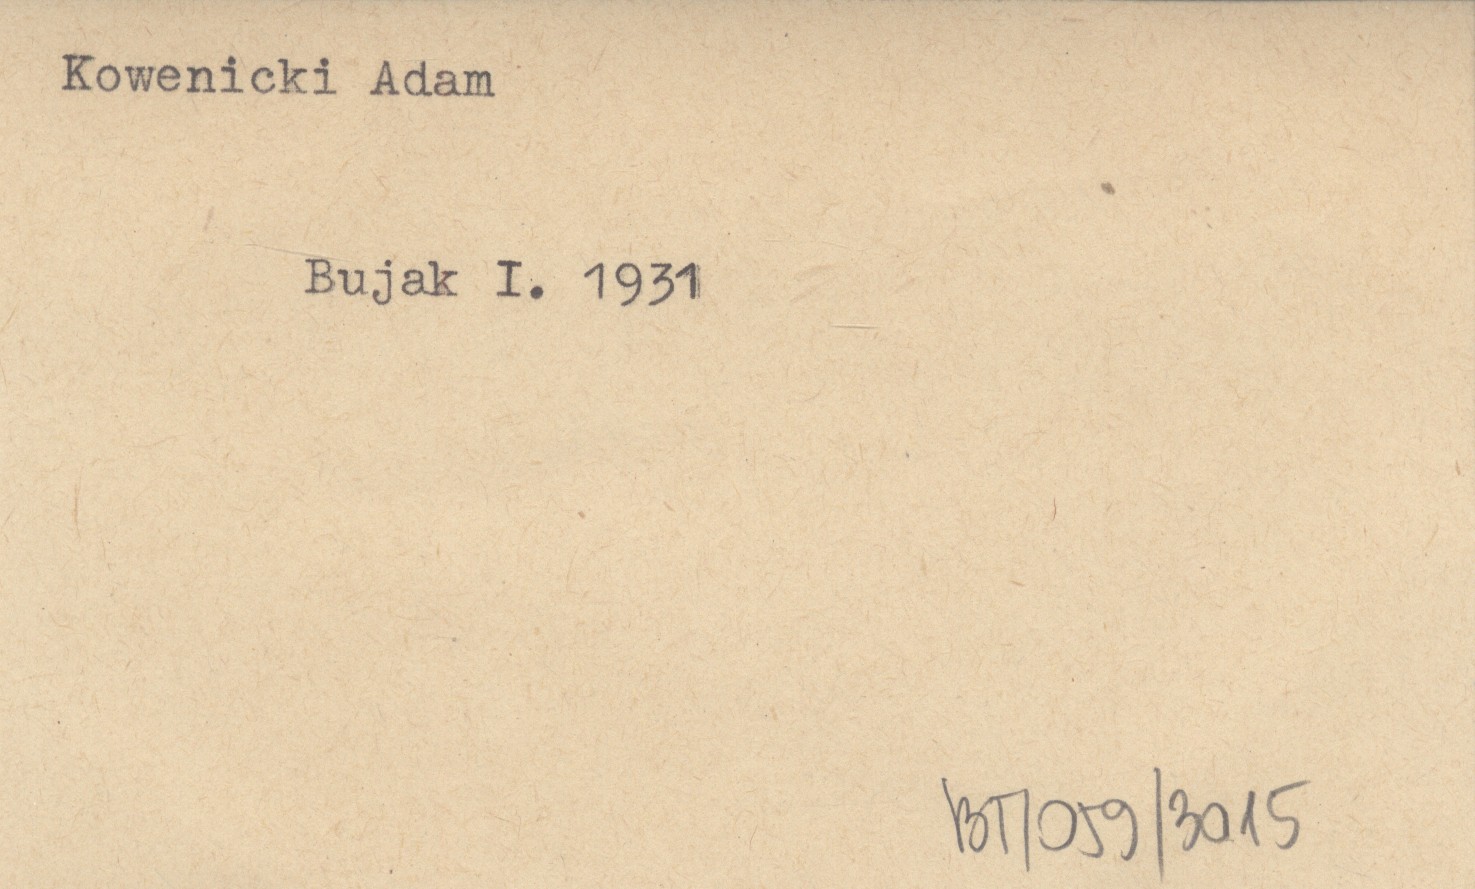 Kowenicki Adam
Bujak I. 1931
BT/059/3015